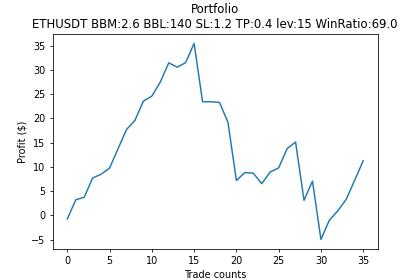 Portfolio
ETHUSDT BBM:2.6 BBL:140 SL:1.2 TP:0.4 lev:15 WinRatio:69.0
Profit ($)
35
30
25
20
15
10
5
0
−5
0 5 10 15 20 25 30 35
Trade counts